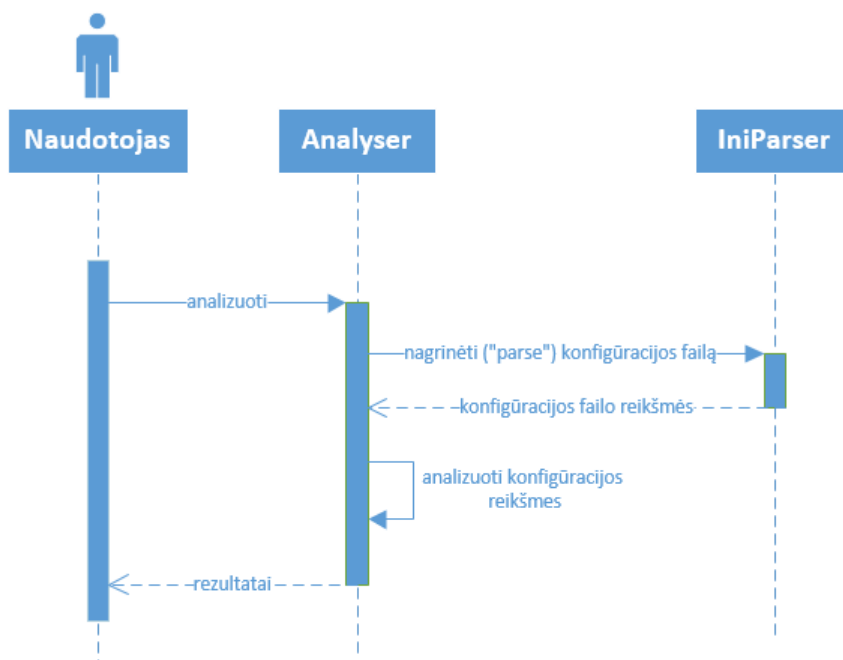 Naudotojas
Analyser
IniParser
analizuoti
nagrinėti ("parse") konfigūracijos failą
konfigūracijos failo reikšmės
analizuoti konfigūracijos
reikšmes
rezultatai